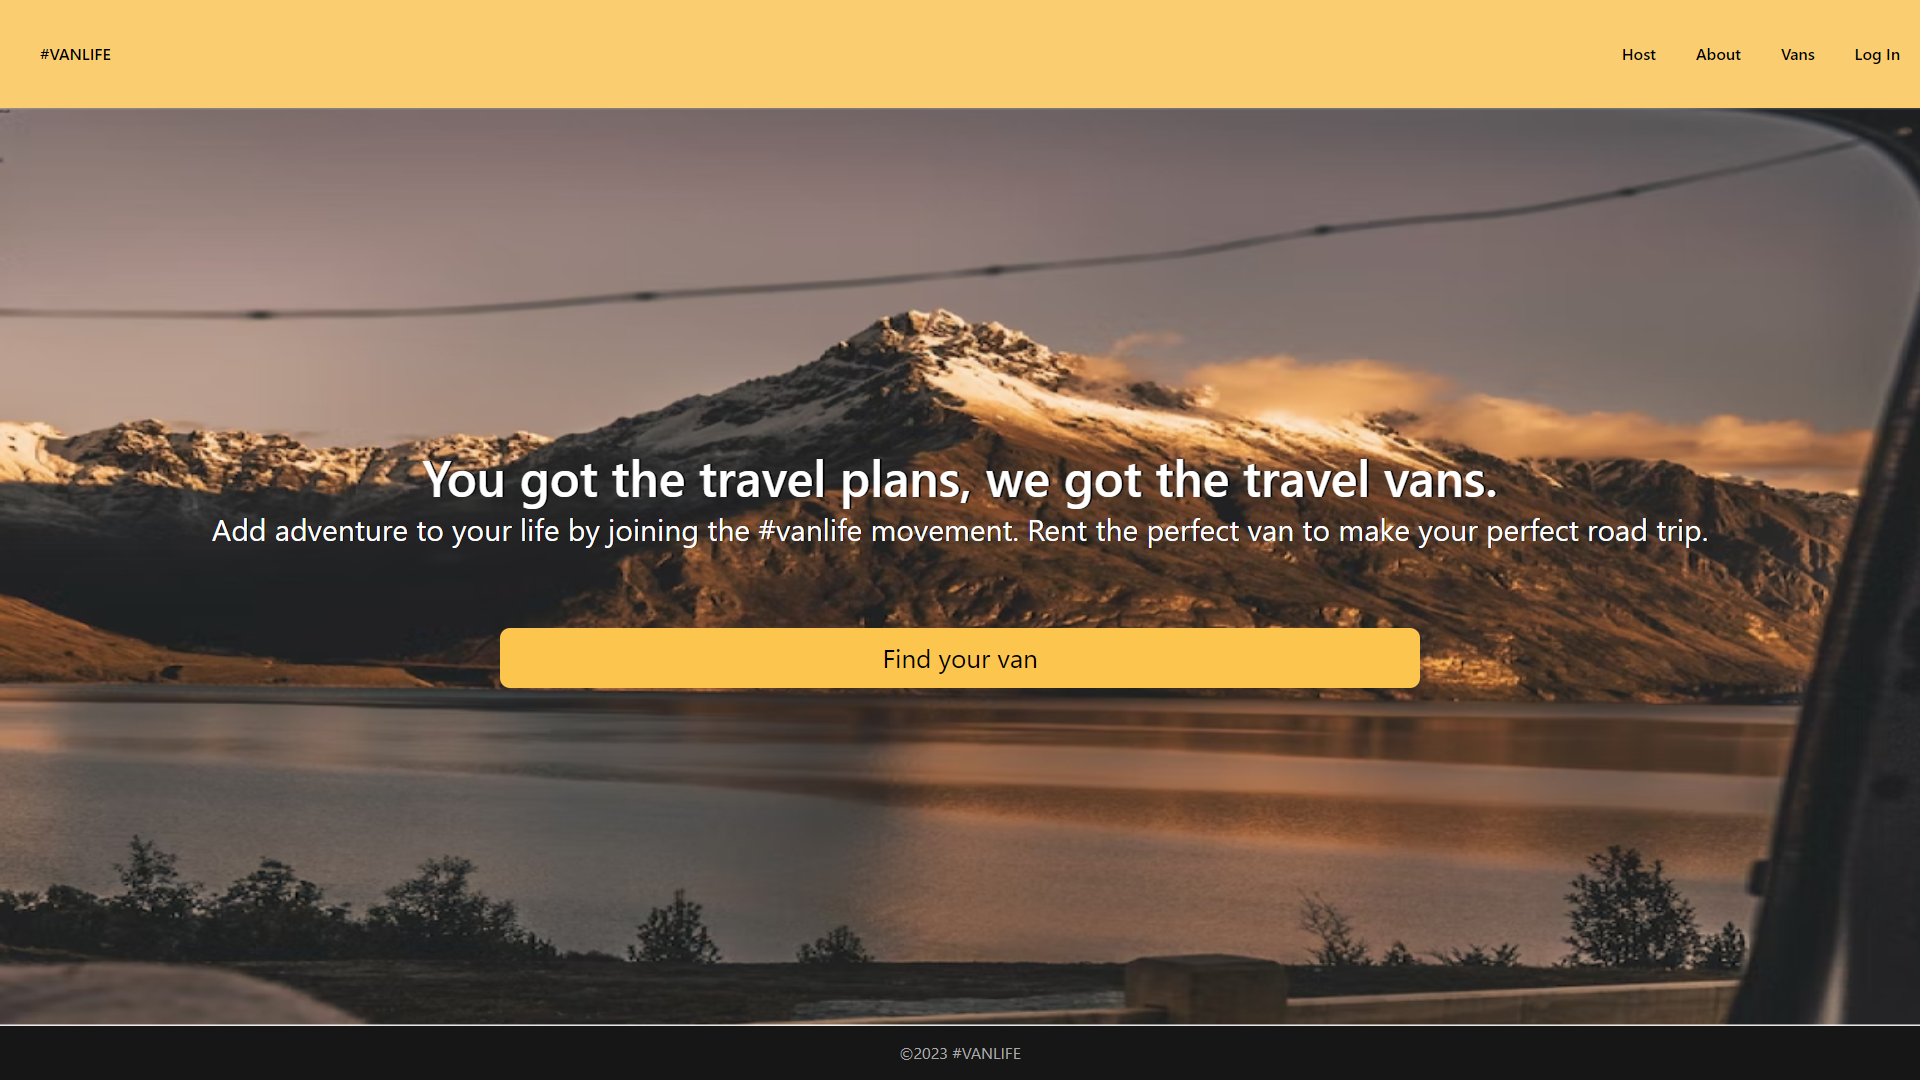 #VANLIFE
Host About Vans Log In
You got the travel plans, we got the travel vans.
Add adventure to your life by joining the #vanlife movement. Rent the perfect van to make your perfect road trip.
Find your van
©2023 #VANLIFE